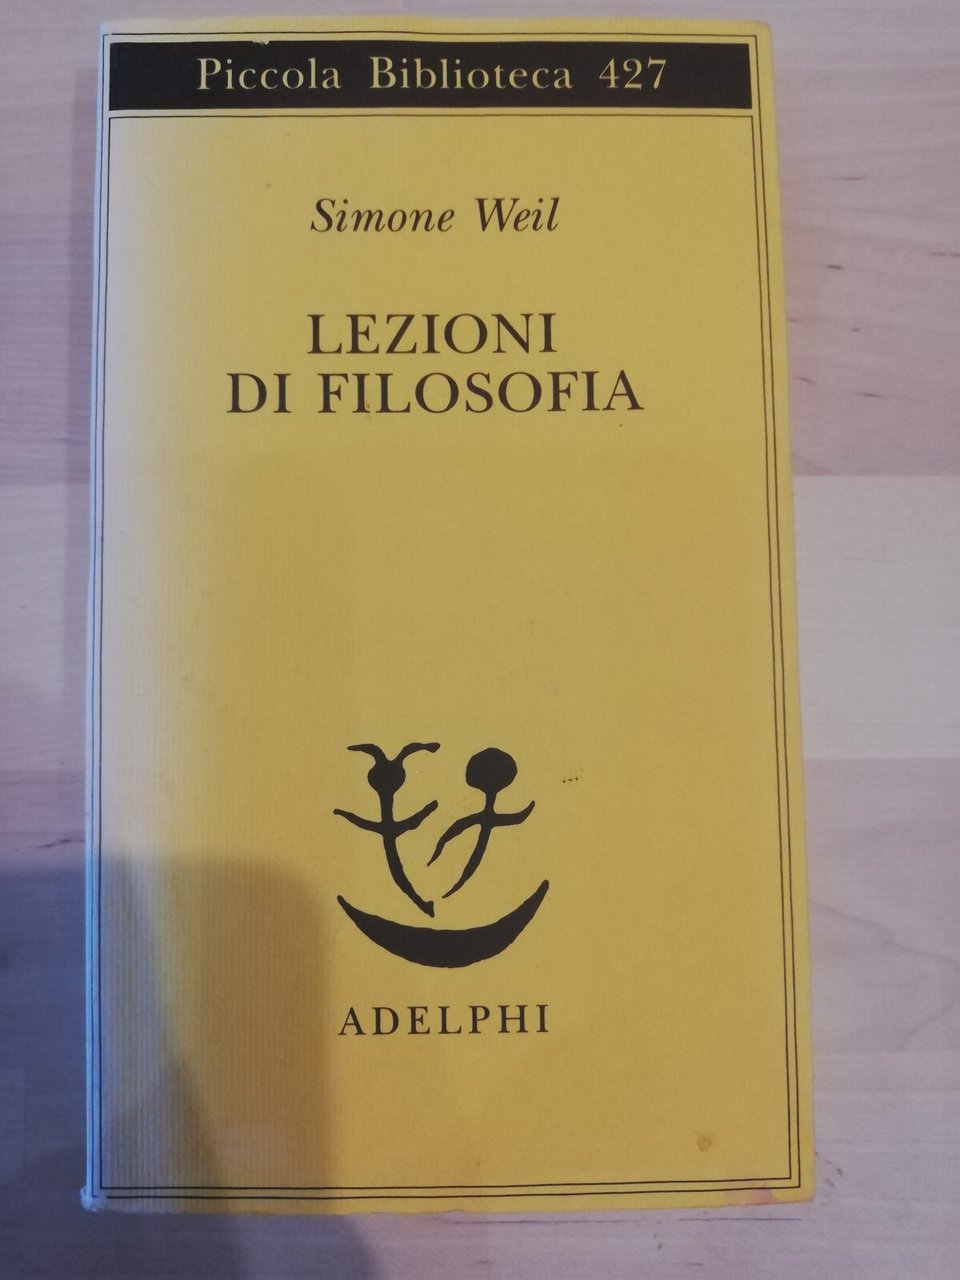 Piccola Biblioteca 427
Simone Weil
LEZIONI
DI FILOSOFIA
ADELPHI